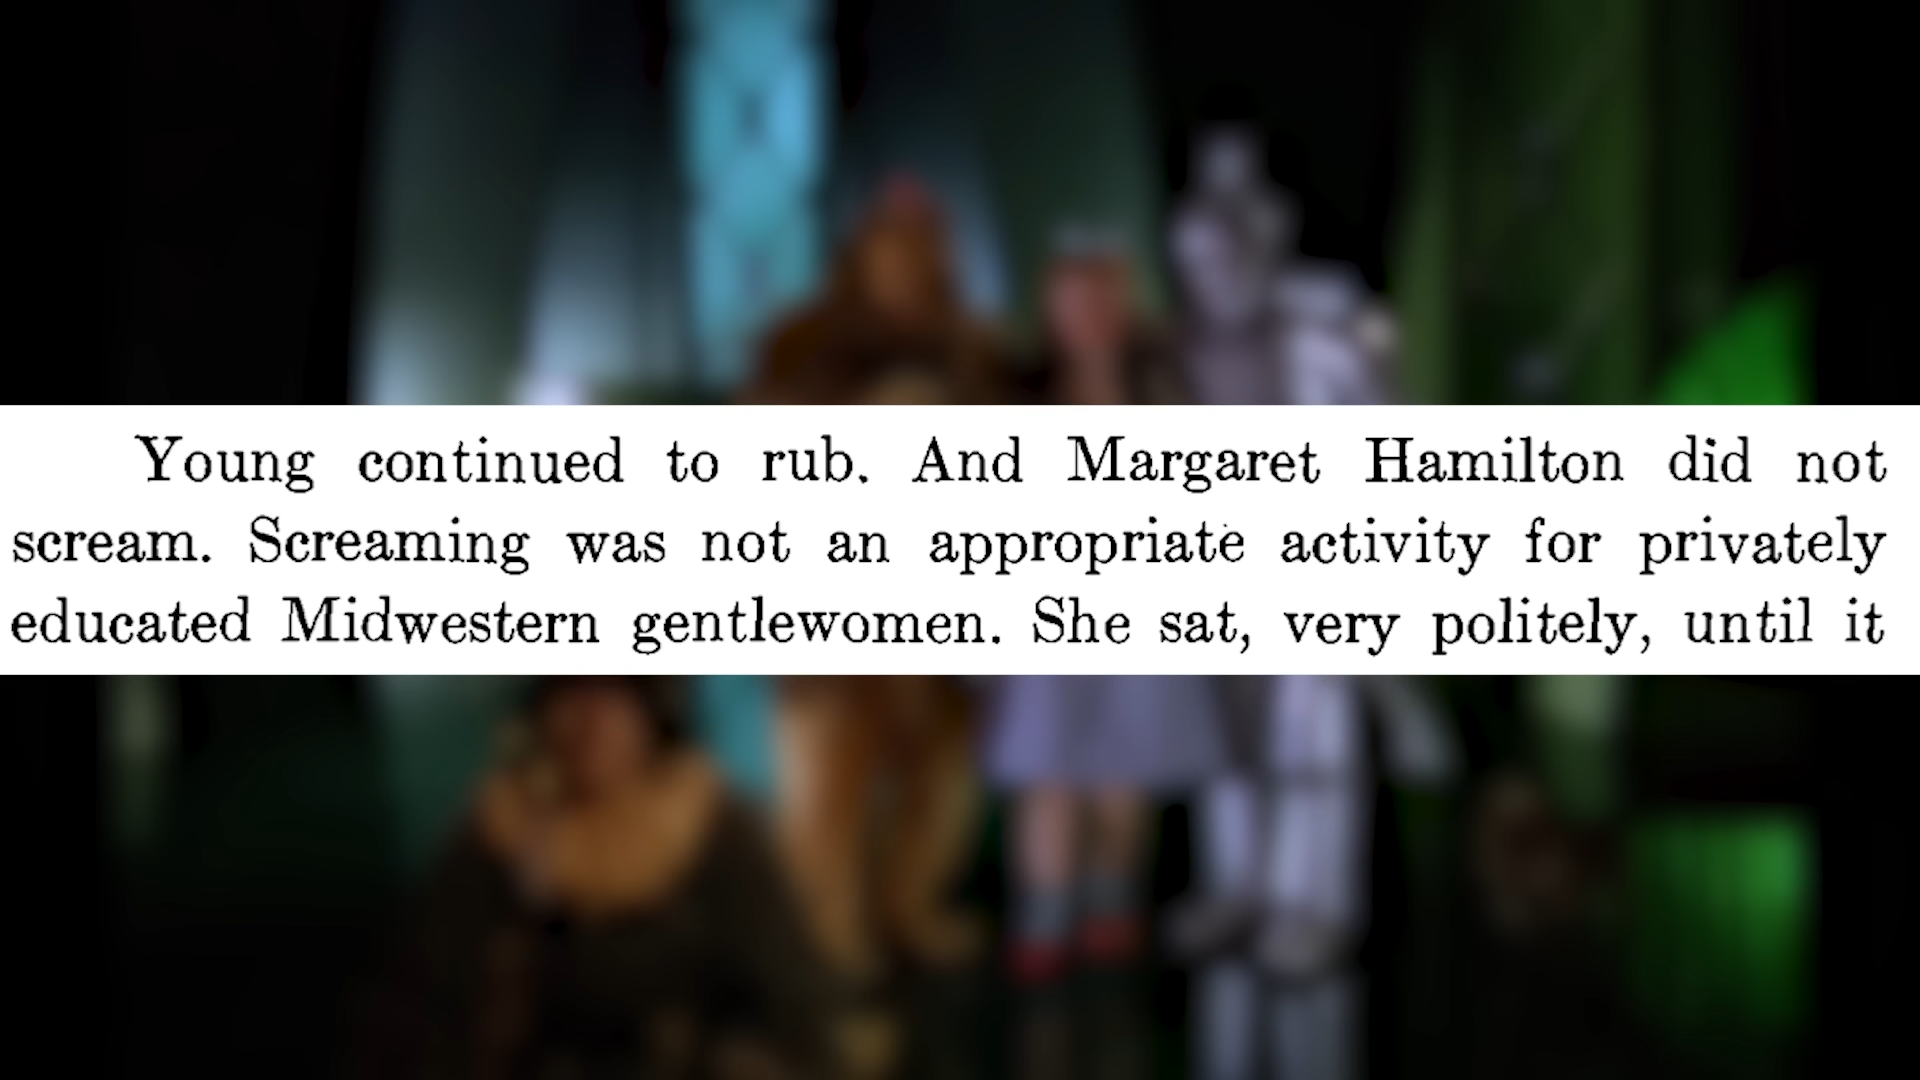 Young continued to rub. And Margaret Hamilton did not
scream. Screaming was not an appropriate activity for privately
educated Midwestern gentlewomen. She sat, very politely, until it